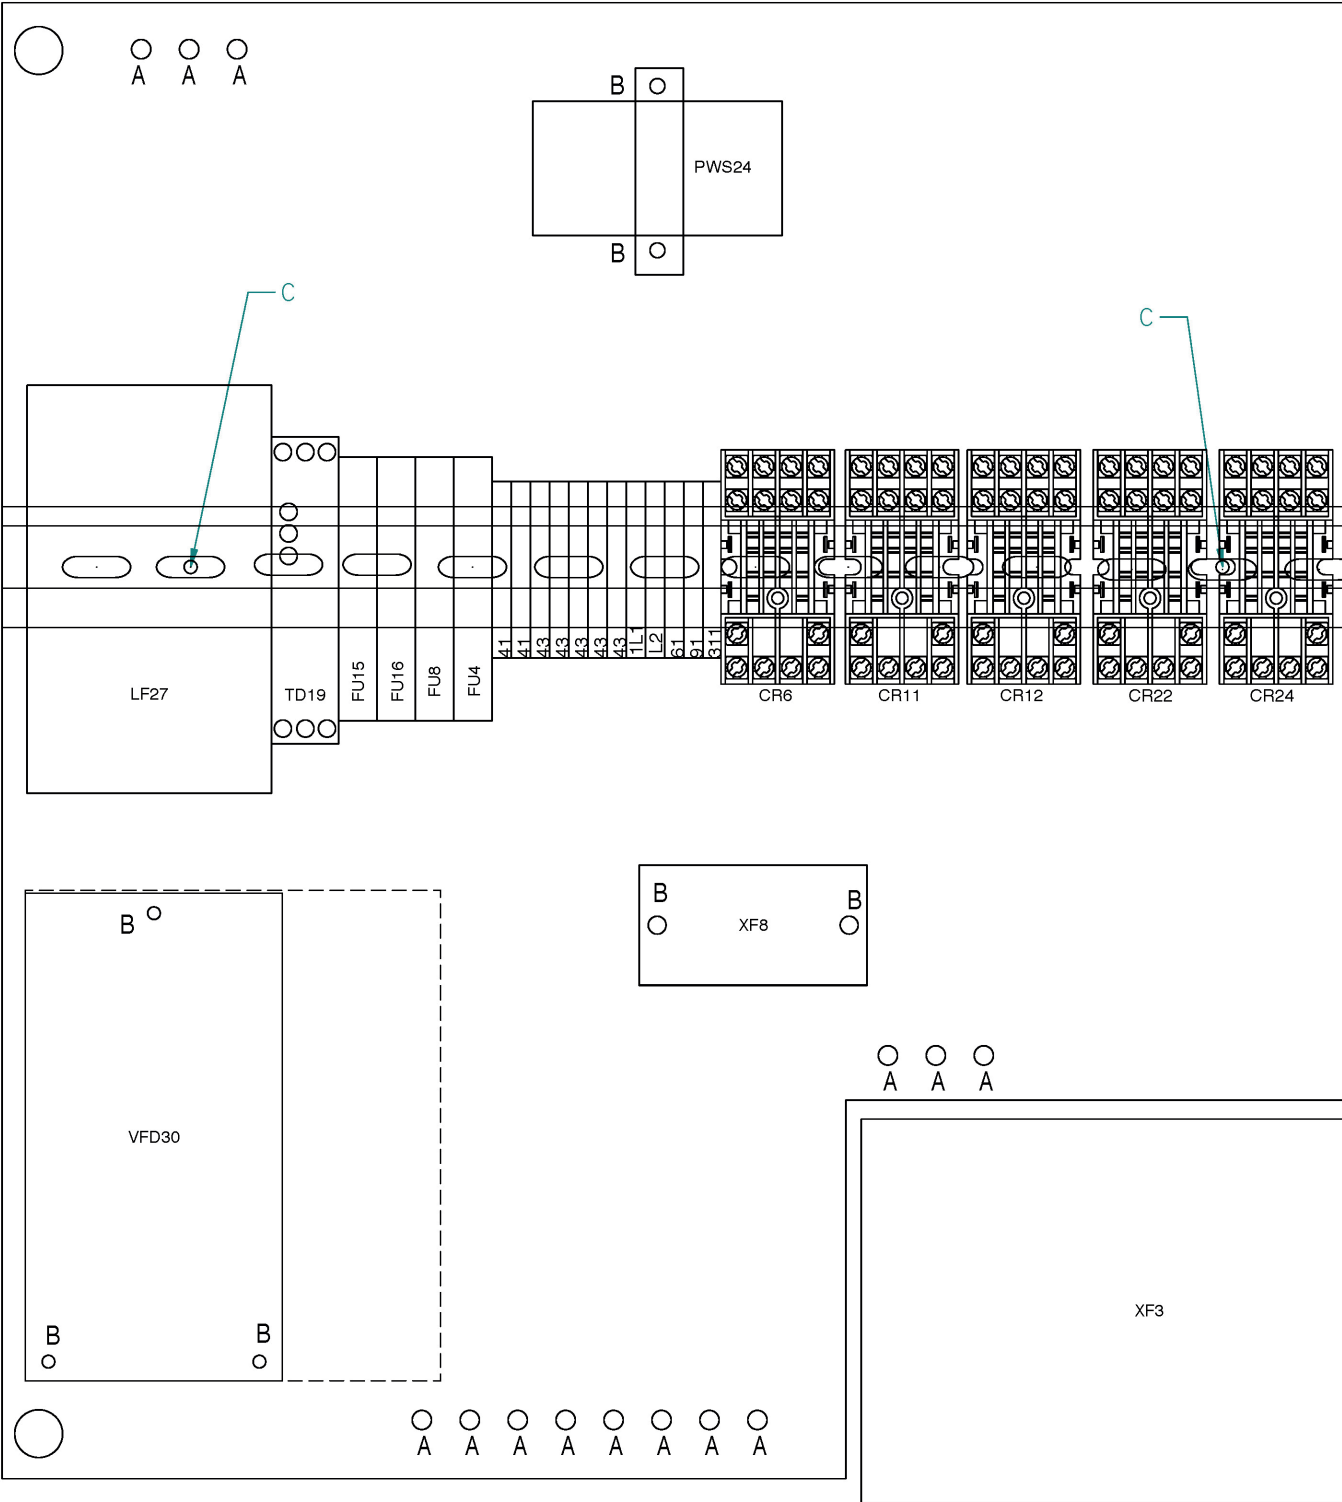 A A A
B
PWS24
B
C
C
41
41
43
43
43
43
43
1L1
L2
61
91
311
FU15
FU16
FU8
FU4
LF27
TD19
CR6
CR11
CR12
CR22
CR24
B
B
B
XF8
A A A
VFD30
XF3
B
B
A A A A A A A A